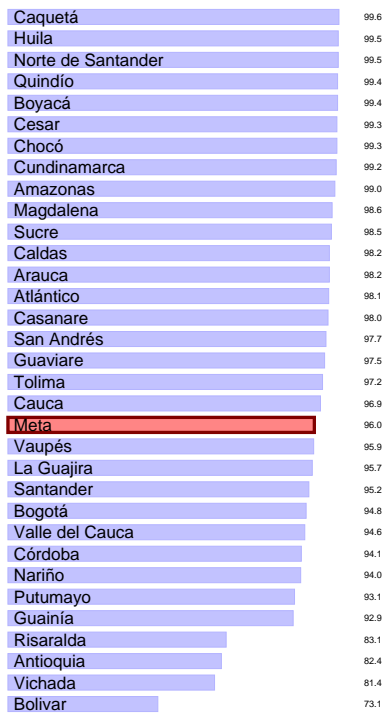 Caquetá 99.6
Huila 99.5
Norte de Santander 99.5
Quindío 99.4
Boyacá 99.4
Cesar 99.3
Chocó 99.3
Cundinamarca 99.2
Amazonas 99.0
Magdalena 98.6
Sucre 98.5
Caldas 98.2
Arauca 98.2
Atlántico 98.1
Casanare 98.0
San Andrés 97.7
Guaviare 97.5
Tolima 97.2
Cauca 96.9
Meta 96.0
Vaupés 95.9
La Guajira 95.7
Santander 95.2
Bogotá 94.8
Valle del Cauca 94.6
Córdoba 94.1
Nariño 94.0
Putumayo 93.1
Guainía 92.9
Risaralda 83.1
Antioquia 82.4
Vichada 81.4
Bolivar 73.1